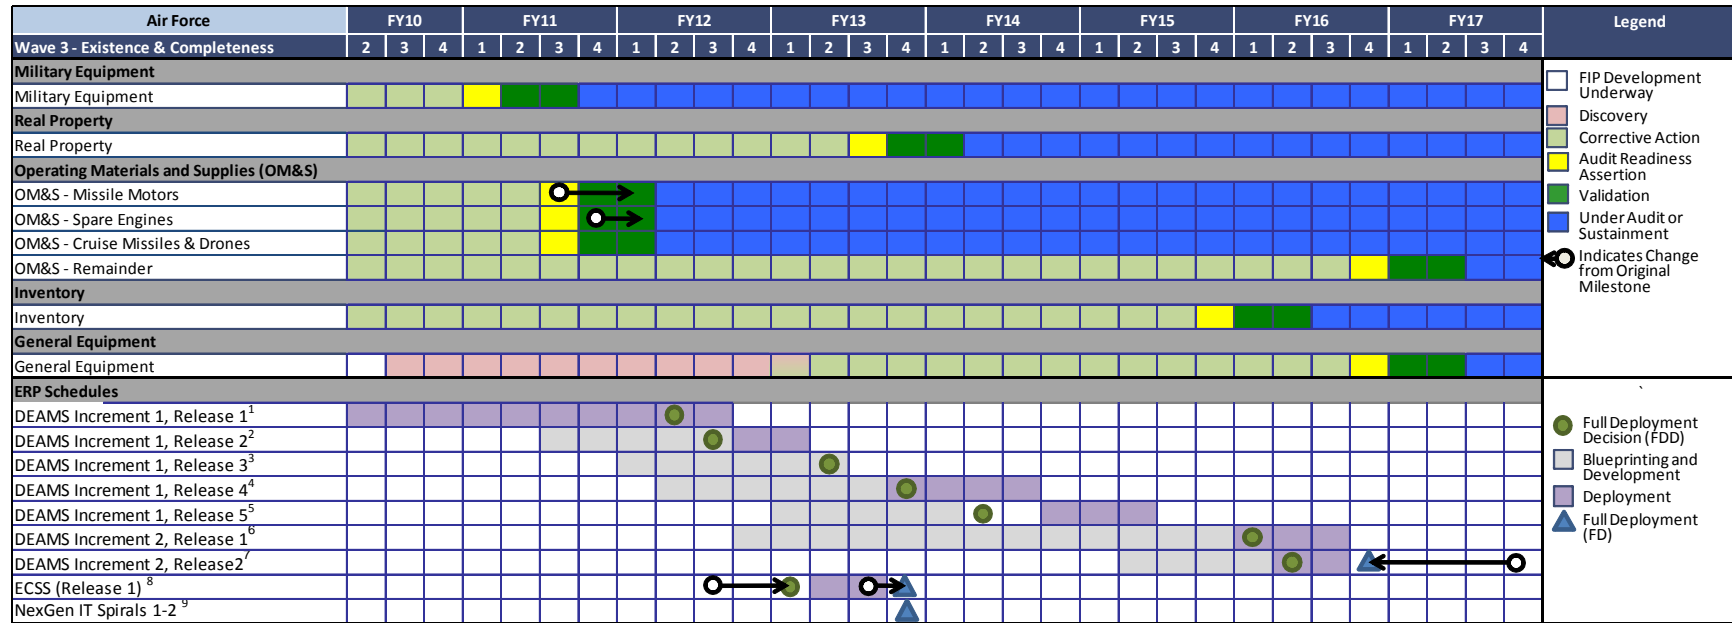 Air Force FY10 FY11 FY12 FY13 FY14 FY15 FY16 FY17 Legend
Wave 3 - Existence & Completeness 2 3 4 1 2 3 4 1 2 3 4 1 2 3 4 1 2 3 4 1 2 3 4 1 2 3 4 1 2 3 4
Military Equipment
Military Equipment
Real Property
Real Property
Operating Materials and Supplies (OM&S)
OM&S - Missile Motors
OM&S - Spare Engines
OM&S - Cruise Missiles & Drones
OM&S - Remainder
Inventory
Inventory
General Equipment
General Equipment
FIP Development
Underway
Discovery
Corrective Action
Audit Readiness
Assertion
Validation
Under Audit or
Sustainment
Indicates Change
from Original
Milestone
ERP Schedules
DEAMS Increment 1, Release 1¹
DEAMS Increment 1, Release 2²
DEAMS Increment 1, Release 3³
DEAMS Increment 1, Release 4⁴
DEAMS Increment 1, Release 5⁵
DEAMS Increment 2, Release 1⁶
DEAMS Increment 2, Release2⁷
ECSS (Release 1) ⁸
NexGen IT Spirals 1-2 ⁹
`
Full Deployment
Decision (FDD)
Blueprinting and
Development
Deployment
Full Deployment
(FD)